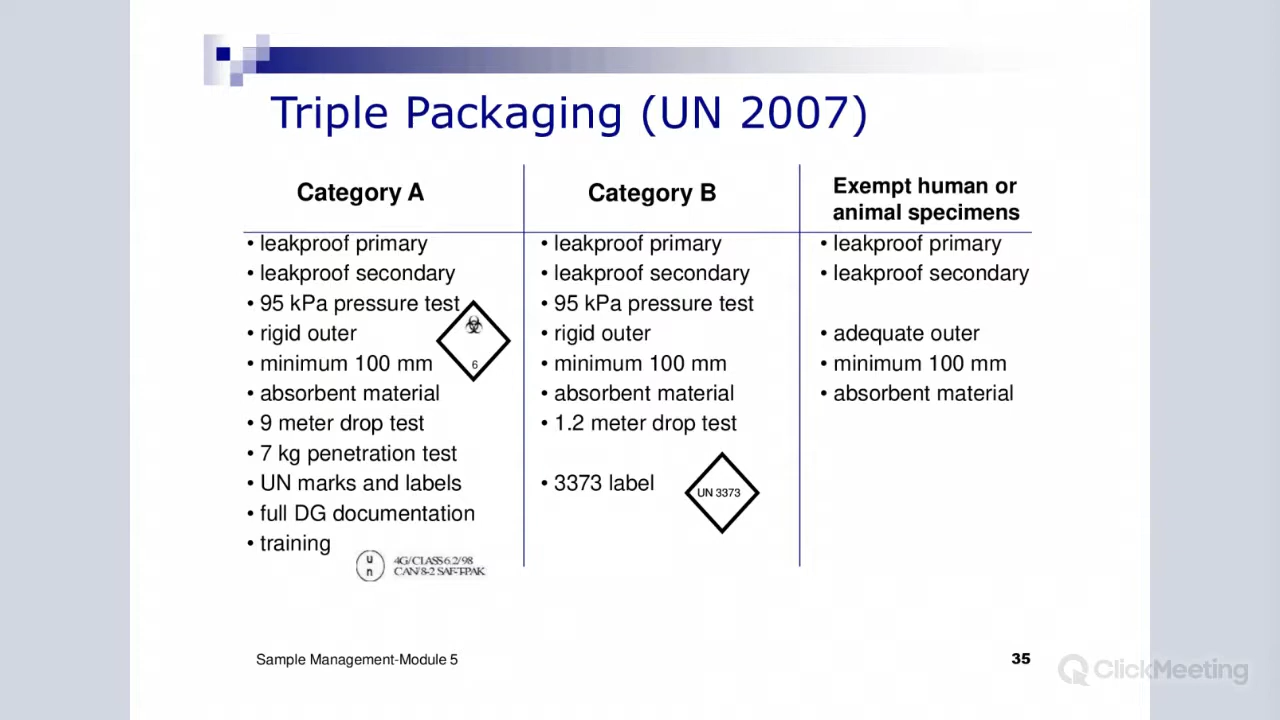 Triple Packaging (UN 2007)
Category A
• leakproof primary
• leakproof secondary
• 95 kPa pressure test
• rigid outer
• minimum 100 mm
• absorbent material
• 9 meter drop test
• 7 kg penetration test
• UN marks and labels
• full DG documentation
• training
6
u
n
4G/CLASS 6.2/98
CAN/8-2 SAF-T-PAK
Category B
• leakproof primary
• leakproof secondary
• 95 kPa pressure test
• rigid outer
• minimum 100 mm
• absorbent material
• 1.2 meter drop test
• 3373 label
UN 3373
Exempt human or
animal specimens
• leakproof primary
• leakproof secondary
• adequate outer
• minimum 100 mm
• absorbent material
Sample Management-Module 5
35
ClickMeeting